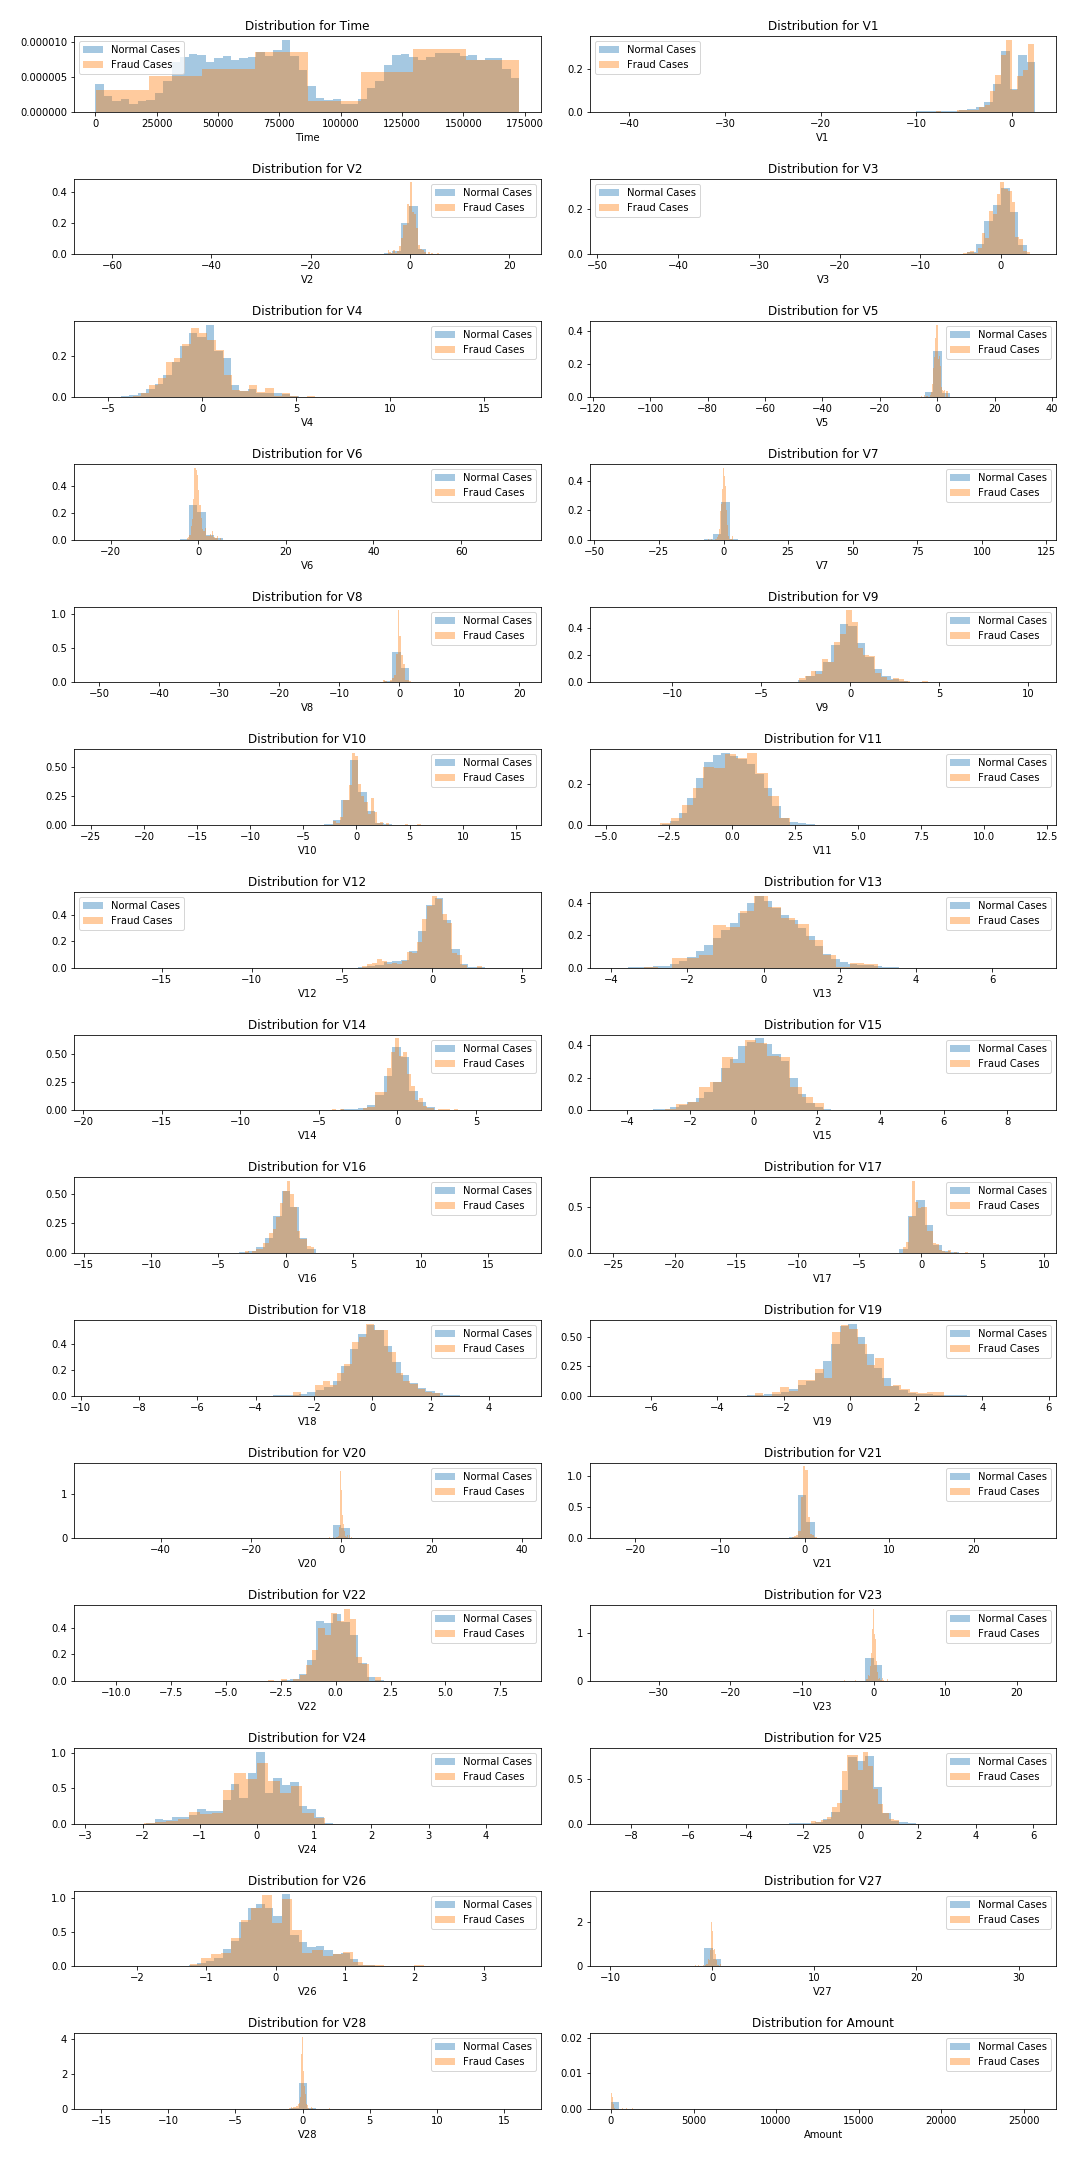 Distribution for Time
0.000010
0.000005
0.000000
Normal Cases
Fraud Cases
0 25000 50000 75000 100000 125000 150000 175000
Time
Distribution for V1
0.2
0.0
Normal Cases
Fraud Cases
−40 −30 −20 −10 0
V1
Distribution for V2
0.4
0.2
0.0
Normal Cases
Fraud Cases
−60 −40 −20 0 20
V2
Distribution for V3
0.2
0.0
Normal Cases
Fraud Cases
−50 −40 −30 −20 −10 0
V3
Distribution for V4
0.2
0.0
Normal Cases
Fraud Cases
−5 0 5 10 15
V4
Distribution for V5
0.4
0.2
0.0
Normal Cases
Fraud Cases
−120 −100 −80 −60 −40 −20 0 20 40
V5
Distribution for V6
0.4
0.2
0.0
Normal Cases
Fraud Cases
−20 0 20 40 60
V6
Distribution for V7
0.4
0.2
0.0
Normal Cases
Fraud Cases
−50 −25 0 25 50 75 100 125
V7
Distribution for V8
1.0
0.5
0.0
Normal Cases
Fraud Cases
−50 −40 −30 −20 −10 0 10 20
V8
Distribution for V9
0.4
0.2
0.0
Normal Cases
Fraud Cases
−10 −5 0 5 10
V9
Distribution for V10
0.50
0.25
0.00
Normal Cases
Fraud Cases
−25 −20 −15 −10 −5 0 5 10 15
V10
Distribution for V11
0.2
0.0
Normal Cases
Fraud Cases
−5.0 −2.5 0.0 2.5 5.0 7.5 10.0 12.5
V11
Distribution for V12
0.4
0.2
0.0
Normal Cases
Fraud Cases
−15 −10 −5 0 5
V12
Distribution for V13
0.4
0.2
0.0
Normal Cases
Fraud Cases
−4 −2 0 2 4 6
V13
Distribution for V14
0.50
0.25
0.00
Normal Cases
Fraud Cases
−20 −15 −10 −5 0 5
V14
Distribution for V15
0.4
0.2
0.0
Normal Cases
Fraud Cases
−4 −2 0 2 4 6 8
V15
Distribution for V16
0.50
0.25
0.00
Normal Cases
Fraud Cases
−15 −10 −5 0 5 10 15
V16
Distribution for V17
0.5
0.0
Normal Cases
Fraud Cases
−25 −20 −15 −10 −5 0 5 10
V17
Distribution for V18
0.4
0.2
0.0
Normal Cases
Fraud Cases
−10 −8 −6 −4 −2 0 2 4
V18
Distribution for V19
0.50
0.25
0.00
Normal Cases
Fraud Cases
−6 −4 −2 0 2 4 6
V19
Distribution for V20
1
0
Normal Cases
Fraud Cases
−40 −20 0 20 40
V20
Distribution for V21
1.0
0.5
0.0
Normal Cases
Fraud Cases
−20 −10 0 10 20
V21
Distribution for V22
0.4
0.2
0.0
Normal Cases
Fraud Cases
−10.0 −7.5 −5.0 −2.5 0.0 2.5 5.0 7.5
V22
Distribution for V23
1
0
Normal Cases
Fraud Cases
−30 −20 −10 0 10 20
V23
Distribution for V24
1.0
0.5
0.0
Normal Cases
Fraud Cases
−3 −2 −1 0 1 2 3 4
V24
Distribution for V25
0.5
0.0
Normal Cases
Fraud Cases
−8 −6 −4 −2 0 2 4 6
V25
Distribution for V26
1.0
0.5
0.0
Normal Cases
Fraud Cases
−2 −1 0 1 2 3
V26
Distribution for V27
2
0
Normal Cases
Fraud Cases
−10 0 10 20 30
V27
Distribution for V28
4
2
0
Normal Cases
Fraud Cases
−15 −10 −5 0 5 10 15
V28
Distribution for Amount
0.02
0.01
0.00
Normal Cases
Fraud Cases
0 5000 10000 15000 20000 25000
Amount